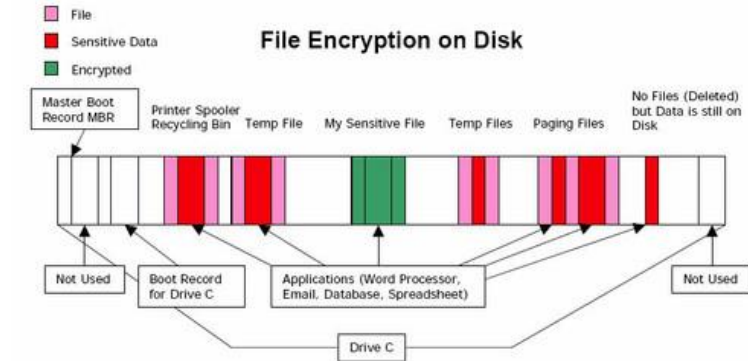 File
Sensitive Data
Encrypted
File Encryption on Disk
Master Boot
Record MBR
Printer Spooler
Recycling Bin
Temp File
My Sensitive File
Temp Files
Paging Files
No Files (Deleted)
but Data is still on
Disk
Not Used
Boot Record
for Drive C
Applications (Word Processor,
Email, Database, Spreadsheet)
Not Used
Drive C